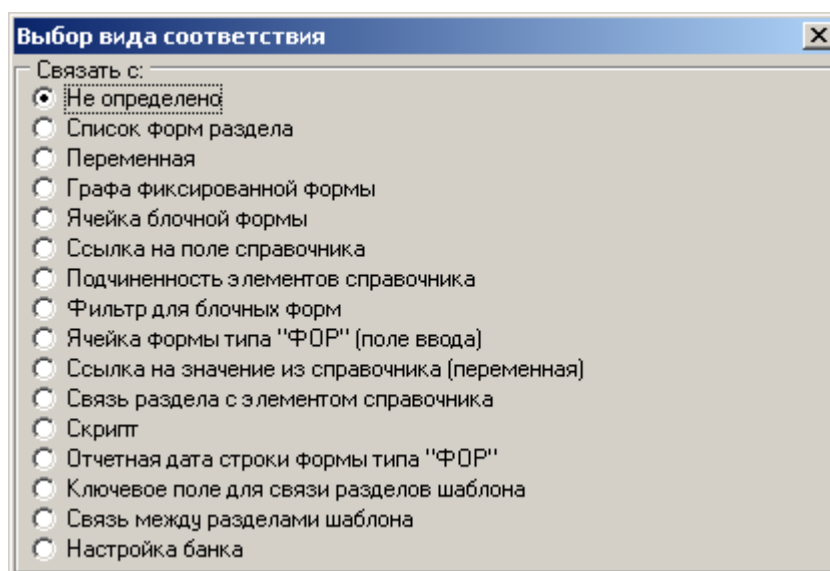 Выбор вида соответствия
Связать с:
Не определено
Список форм раздела
Переменная
Графа фиксированной формы
Ячейка блочной формы
Ссылка на поле справочника
Подчиненность элементов справочника
Фильтр для блочных форм
Ячейка формы типа "ФОР" (поле ввода)
Ссылка на значение из справочника (переменная)
Связь раздела с элементом справочника
Скрипт
Отчетная дата строки формы типа "ФОР"
Ключевое поле для связи разделов шаблона
Связь между разделами шаблона
Настройка банка